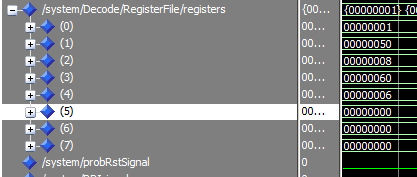 /system/Decode/RegisterFile/registers {00... {00000001} {0
(0) 00... 00000001
(1) 00... 00000050
(2) 00... 00000008
(3) 00... 00000060
(4) 00... 00000006
(5) 00... 00000000
(6) 00... 00000000
(7) 00... 00000000
/system/probRstSignal 0